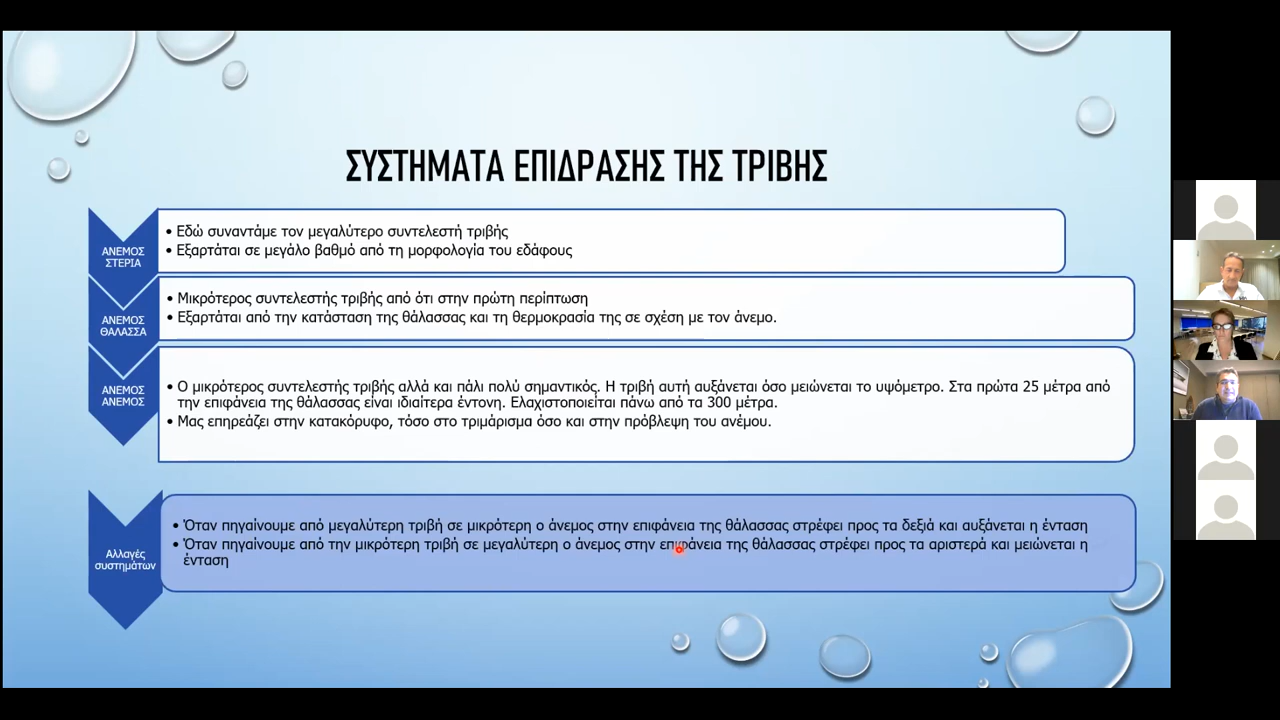 ΣΥΣΤΗΜΑΤΑ ΕΠΙΔΡΑΣΗΣ ΤΗΣ ΤΡΙΒΗΣ
ΑΝΕΜΟΣ
ΣΤΕΡΙΑ
• Εδώ συναντάμε τον μεγαλύτερο συντελεστή τριβής
• Εξαρτάται σε μεγάλο βαθμό από τη μορφολογία του εδάφους
ΑΝΕΜΟΣ
ΘΑΛΑΣΣΑ
• Μικρότερος συντελεστής τριβής από ότι στην πρώτη περίπτωση
• Εξαρτάται από την κατάσταση της θάλασσας και τη θερμοκρασία της σε σχέση με τον άνεμο.
ΑΝΕΜΟΣ
ΑΝΕΜΟΣ
• Ο μικρότερος συντελεστής τριβής αλλά και πάλι πολύ σημαντικός. Η τριβή αυτή αυξάνεται όσο μειώνεται το υψόμετρο. Στα πρώτα 25 μέτρα από
την επιφάνεια της θάλασσας είναι ιδιαίτερα έντονη. Ελαχιστοποιείται πάνω από τα 300 μέτρα.
• Μας επηρεάζει στην κατακόρυφο, τόσο στο τριμάρισμα όσο και στην πρόβλεψη του ανέμου.
Αλλαγές
συστημάτων
• Όταν πηγαίνουμε από μεγαλύτερη τριβή σε μικρότερη ο άνεμος στην επιφάνεια της θάλασσας στρέφει προς τα δεξιά και αυξάνεται η ένταση
• Όταν πηγαίνουμε από την μικρότερη τριβή σε μεγαλύτερη ο άνεμος στην επιφάνεια της θάλασσας στρέφει προς τα αριστερά και μειώνεται η
ένταση